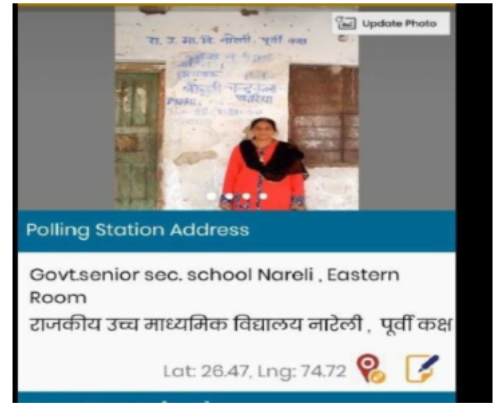 Update Photo
रा. उ. मा. वि. नारेली, पूर्वी कक्ष
Polling Station Address
Govt.senior sec. school Nareli , Eastern
Room
राजकीय उच्च माध्यमिक विद्यालय नारेली , पूर्वी कक्ष
Lat: 26.47, Lng: 74.72